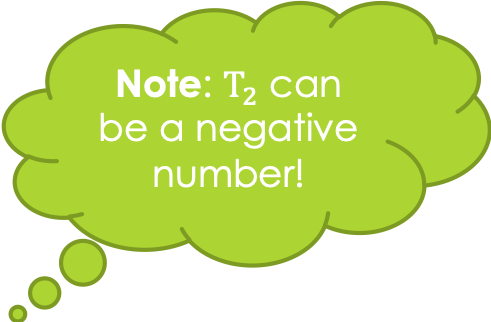 Note: T₂ can
be a negative
number!